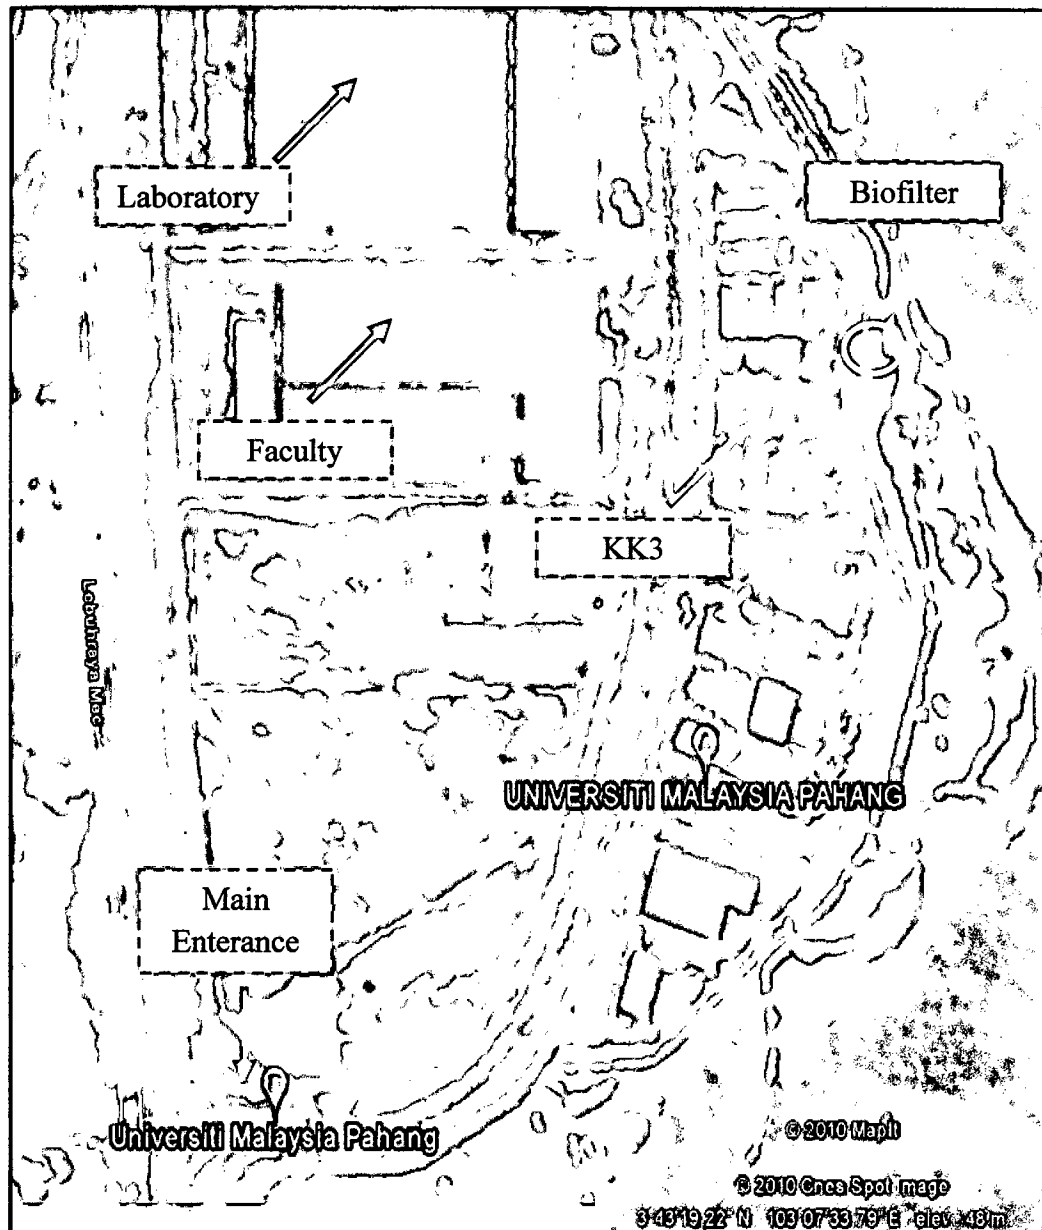 Laboratory
Biofilter
Faculty
KK3
Lebuhraya Mac
UNIVERSITI MALAYSIA PAHANG
Main
Enterance
Universiti Malaysia Pahang
© 2010 MapIt
© 2010 Cnes Spot Image
3 43'19.22" N 103 07'33.79" E elev 48 m